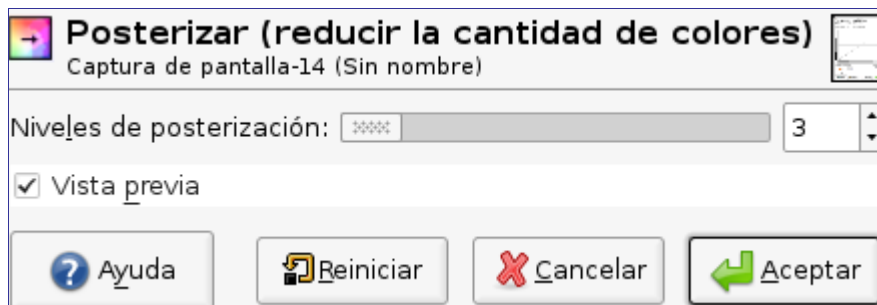 Posterizar (reducir la cantidad de colores)
Captura de pantalla-14 (Sin nombre)
Niveles de posterización: 3
Vista previa
Ayuda Reiniciar Cancelar Aceptar